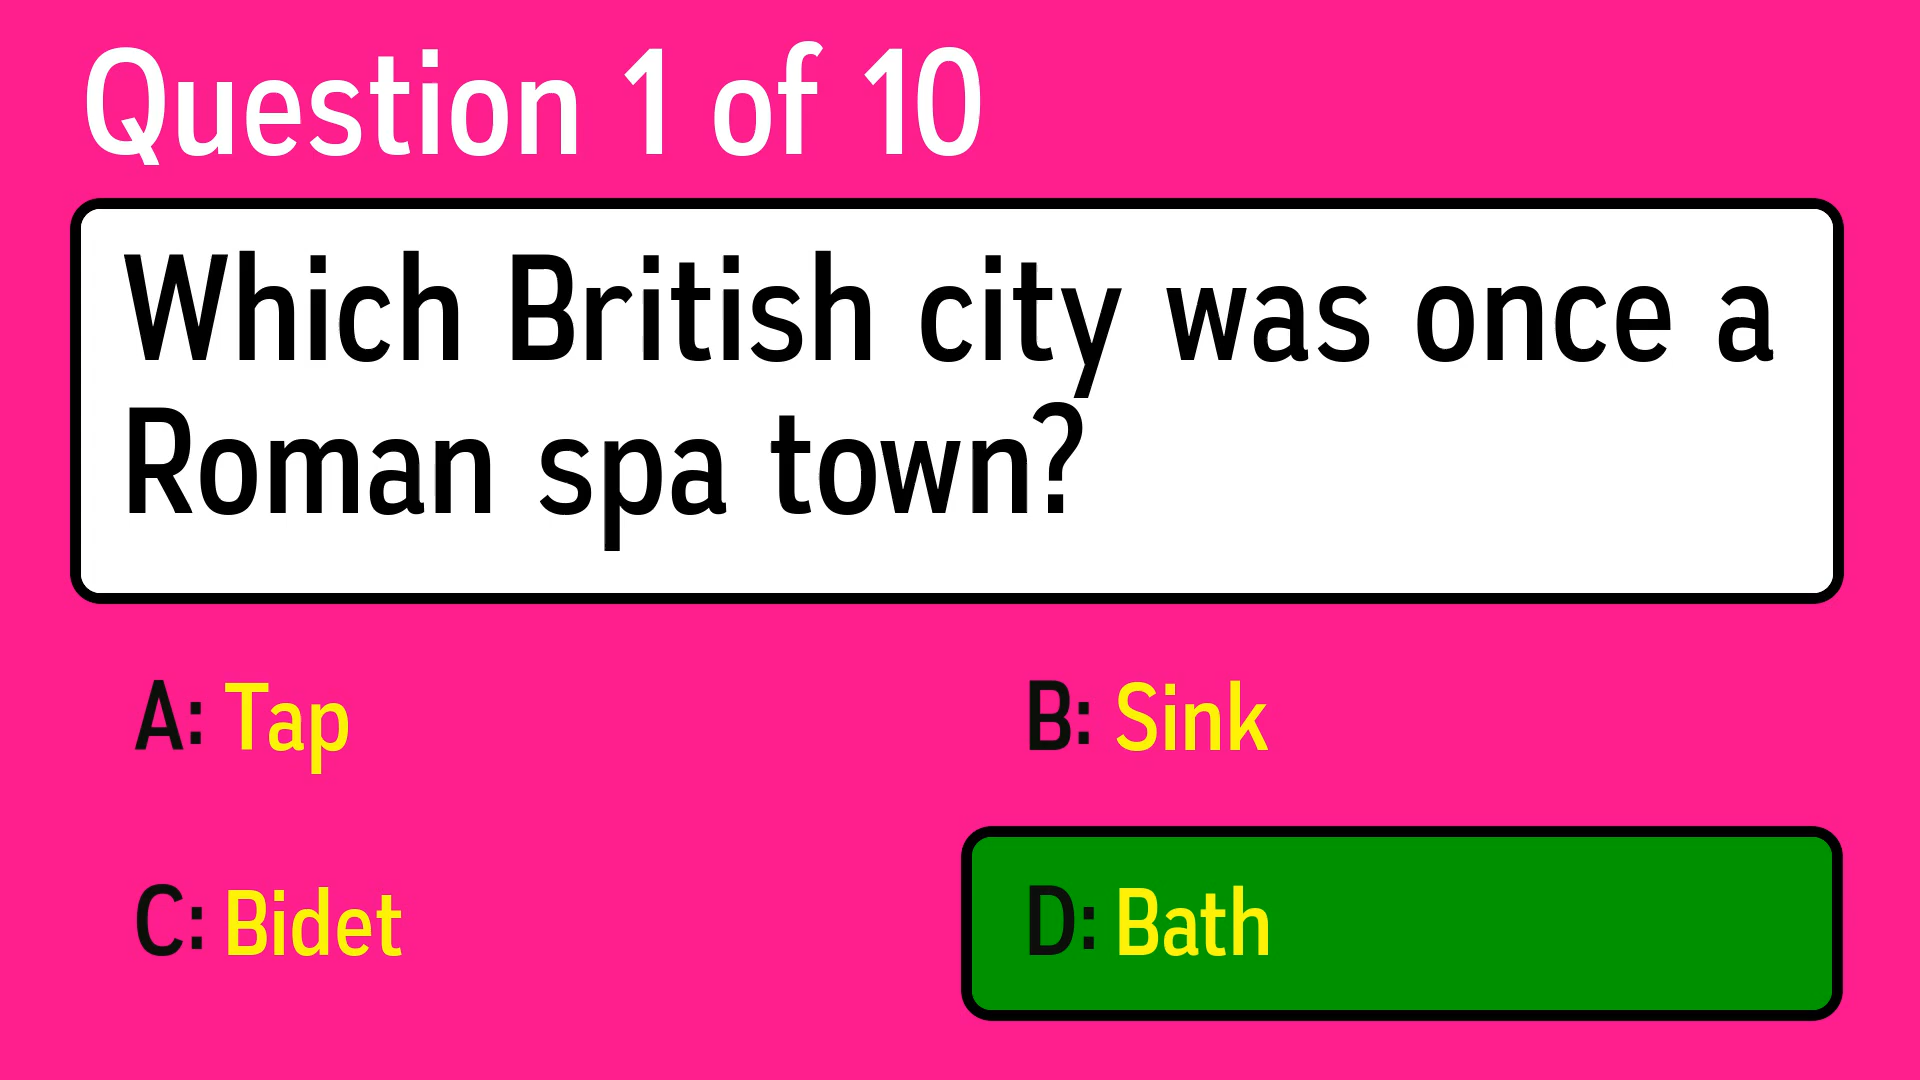 Question 1 of 10
Which British city was once a
Roman spa town?
A: Tap
B: Sink
C: Bidet
D: Bath